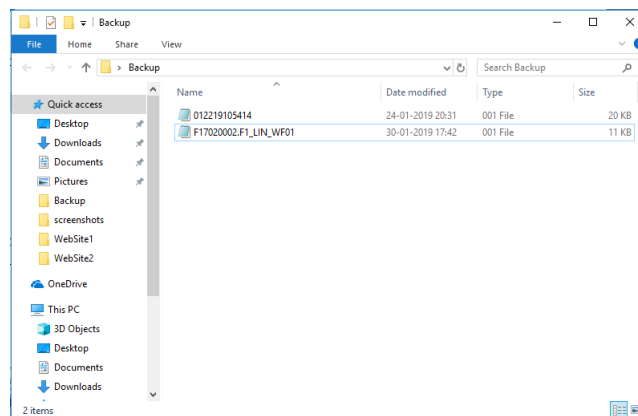 Backup
File Home Share View
Backup
Search Backup
Name Date modified Type Size
012219105414 24-01-2019 20:31 001 File 20 KB
F17020002.F1_LIN_WF01 30-01-2019 17:42 001 File 11 KB
Quick access
Desktop
Downloads
Documents
Pictures
Backup
screenshots
WebSite1
WebSite2
OneDrive
This PC
3D Objects
Desktop
Documents
Downloads
2 items